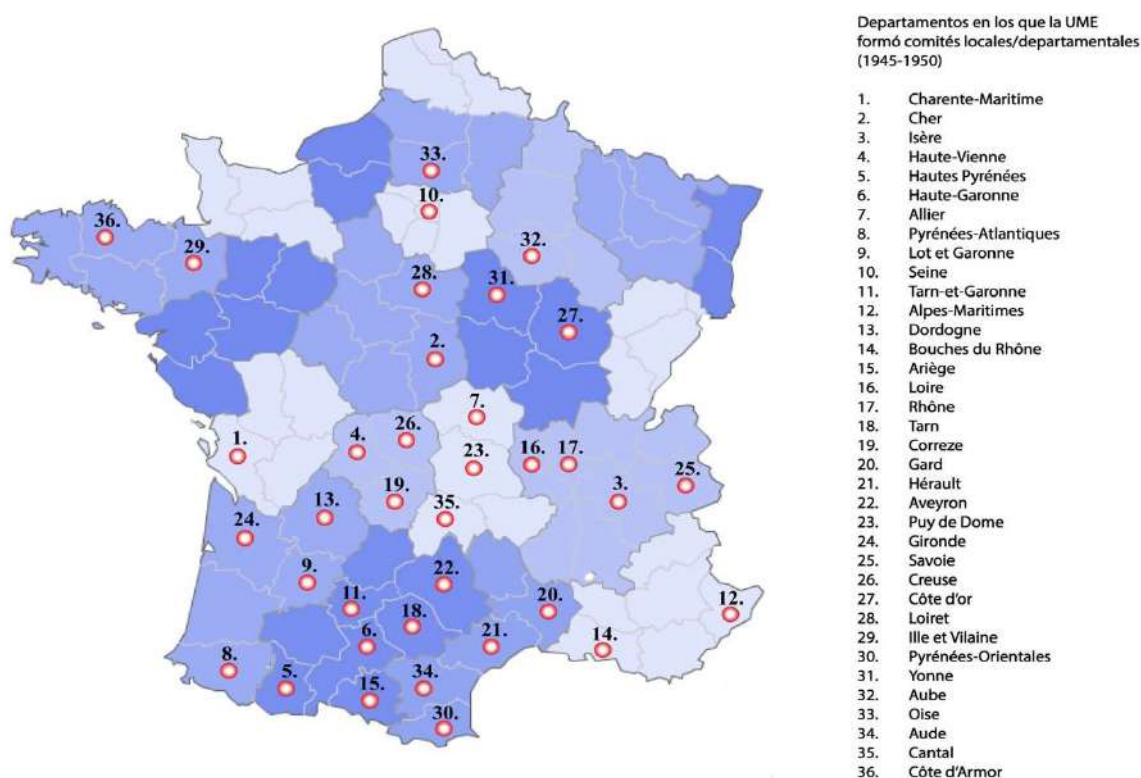 Departamentos en los que la UME
formó comités locales/departamentales
(1945-1950)
1. Charente-Maritime
2. Cher
3. Isère
4. Haute-Vienne
5. Hautes Pyrénées
6. Haute-Garonne
7. Allier
8. Pyrénées-Atlantiques
9. Lot et Garonne
10. Seine
11. Tarn-et-Garonne
12. Alpes-Maritimes
13. Dordogne
14. Bouches du Rhône
15. Ariège
16. Loire
17. Rhône
18. Tarn
19. Correze
20. Gard
21. Hérault
22. Aveyron
23. Puy de Dome
24. Gironde
25. Savoie
26. Creuse
27. Côte d'or
28. Loiret
29. Ille et Vilaine
30. Pyrénées-Orientales
31. Yonne
32. Aube
33. Oise
34. Aude
35. Cantal
36. Côte d'Armor
33.
10.
36.
29.
32.
28.
31.
27.
2.
7.
26.
4.
1.
23.
16.
17.
25.
3.
19.
13.
35.
24.
22.
9.
11.
20.
12.
18.
6.
21.
14.
8.
5.
15.
34.
30.